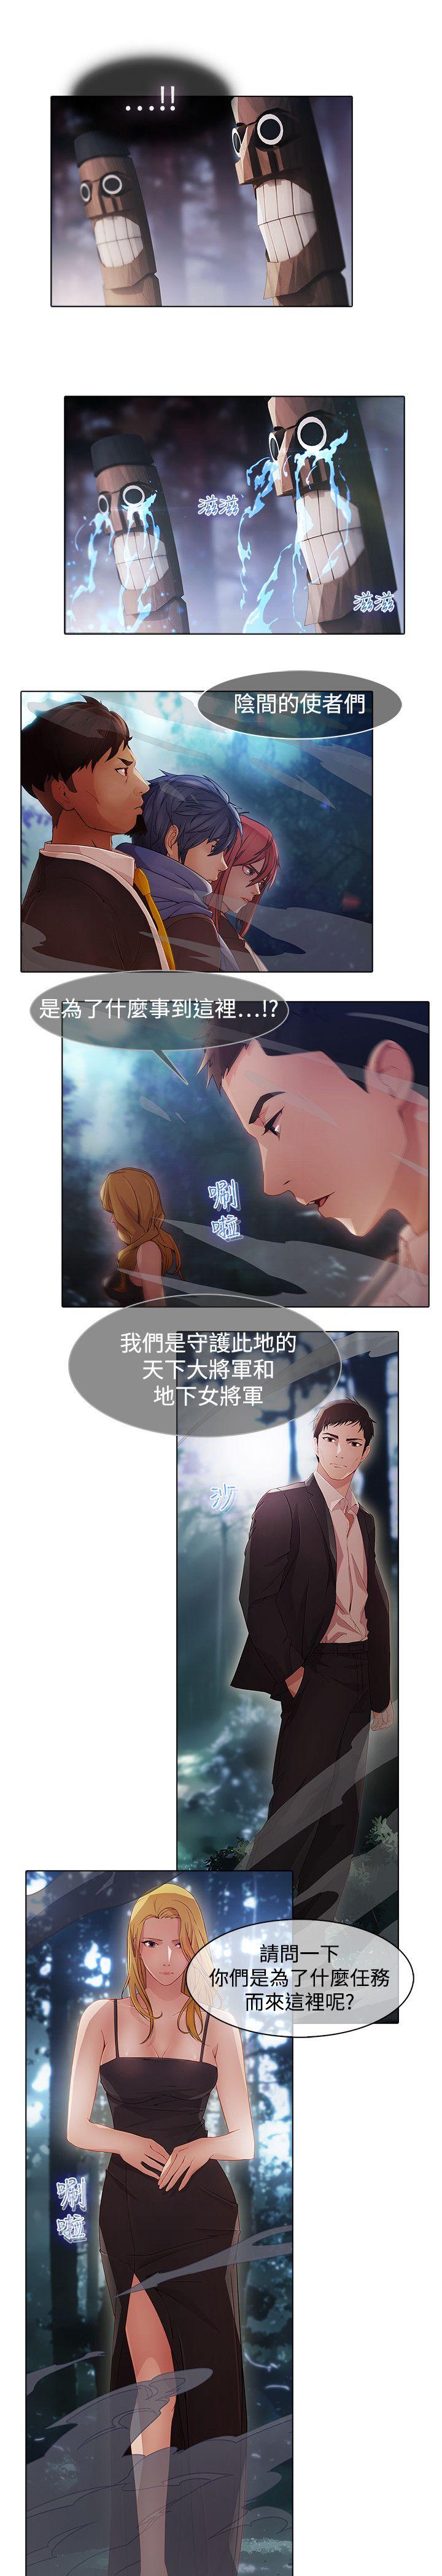 ...!!
滋滋
滋滋
陰間的使者們
是為了什麼事到這裡...!?
唰
啦
我們是守護此地的
天下大將軍和
地下女將軍
沙
請問一下
你們是為了什麼任務
而來這裡呢?
唰
啦